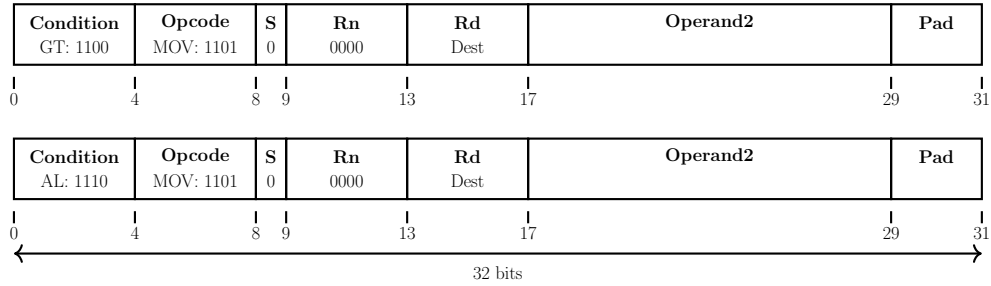 Condition Opcode S Rn Rd Operand2 Pad
GT: 1100 MOV: 1101 0 0000 Dest
0 4 8 9 13 17 29 31
Condition Opcode S Rn Rd Operand2 Pad
AL: 1110 MOV: 1101 0 0000 Dest
0 4 8 9 13 17 29 31
32 bits